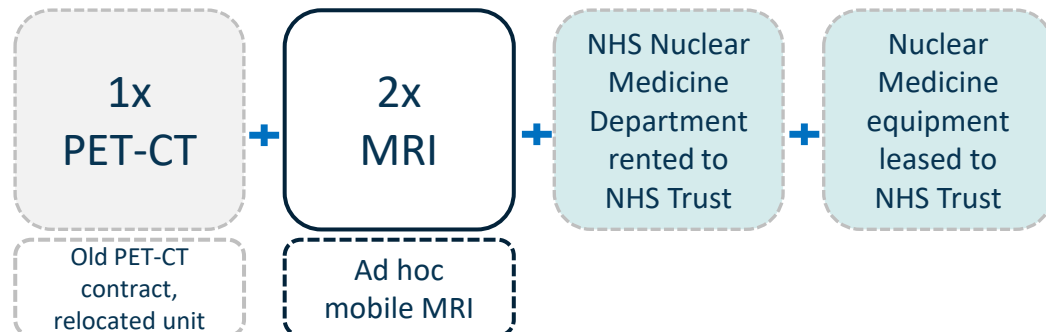 1x
PET-CT
+
2x
MRI
+
NHS Nuclear
Medicine
Department
rented to
NHS Trust
+
Nuclear
Medicine
equipment
leased to
NHS Trust
Old PET-CT
contract,
relocated unit
Ad hoc
mobile MRI